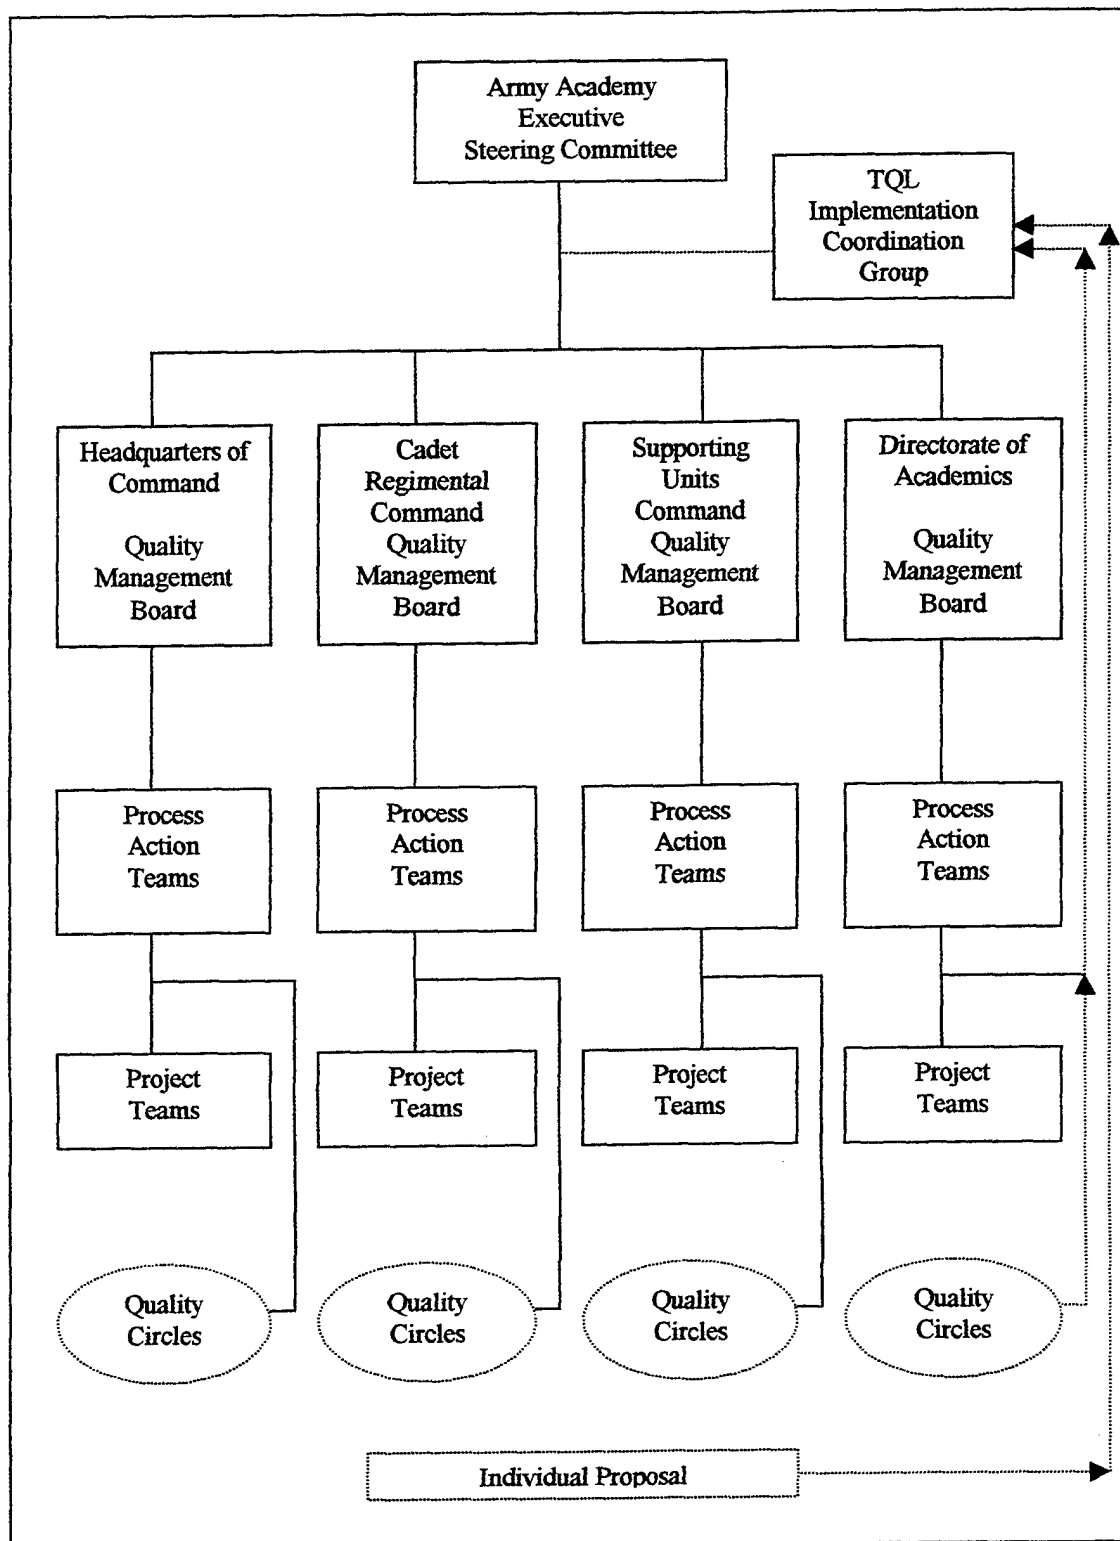 Army Academy
Executive
Steering Committee
TQL
Implementation
Coordination
Group
Headquarters of
Command
Quality
Management
Board
Cadet
Regimental
Command
Quality
Management
Board
Supporting
Units
Command
Quality
Management
Board
Directorate of
Academics
Quality
Management
Board
Process
Action
Teams
Process
Action
Teams
Process
Action
Teams
Process
Action
Teams
Project
Teams
Project
Teams
Project
Teams
Project
Teams
Quality
Circles
Quality
Circles
Quality
Circles
Quality
Circles
Individual Proposal